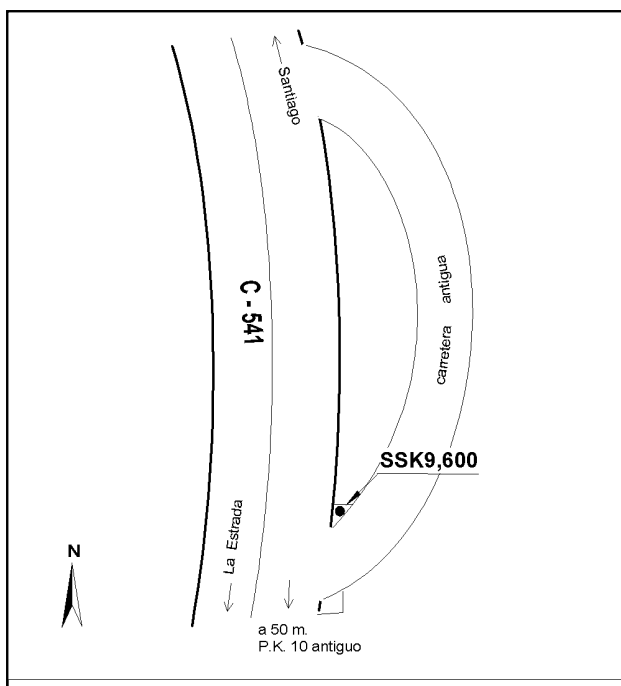 Santiago
carretera antigua
C - 541
SSK9,600
La Estrada
N
a 50 m.
P.K. 10 antiguo